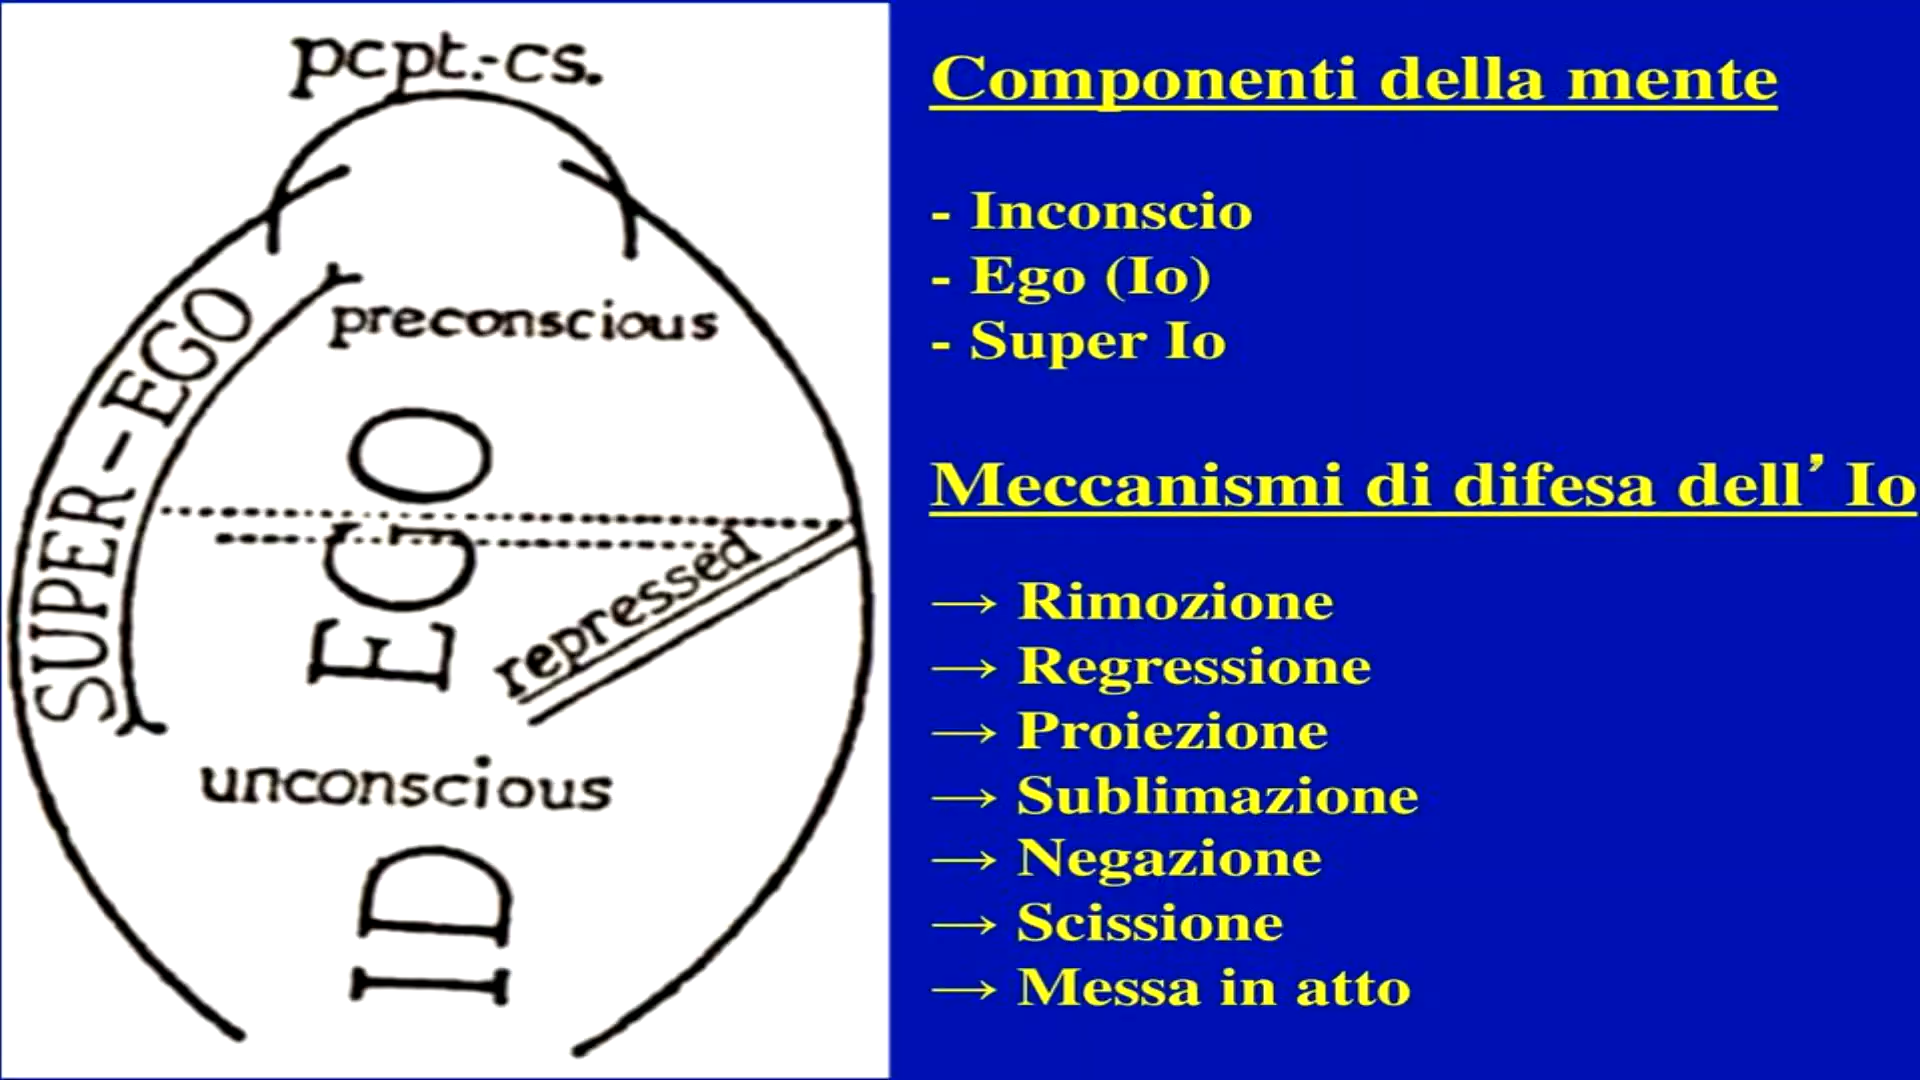 pcpt.-cs.
preconscious
SUPER-EGO
EGO
repressed
unconscious
ID
Componenti della mente
- Inconscio
- Ego (Io)
- Super Io
Meccanismi di difesa dell’ Io
→ Rimozione
→ Regressione
→ Proiezione
→ Sublimazione
→ Negazione
→ Scissione
→ Messa in atto